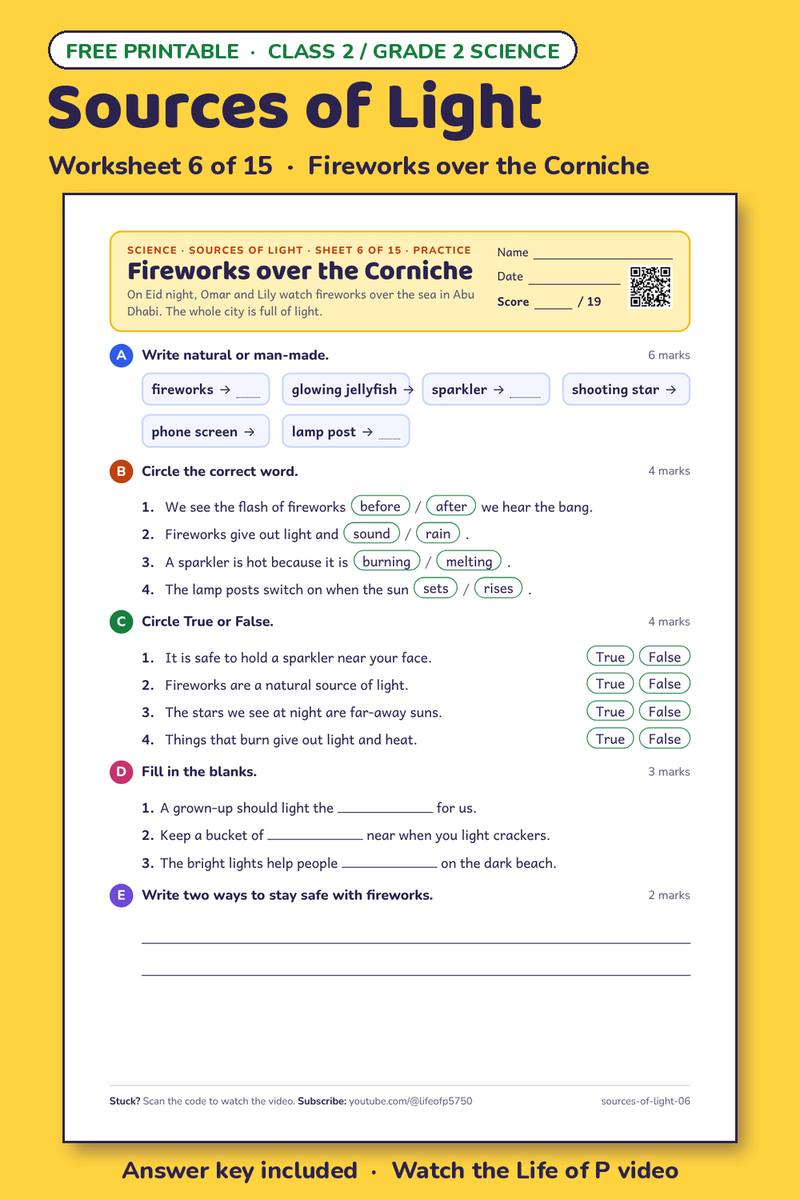 FREE PRINTABLE · CLASS 2 / GRADE 2 SCIENCE
Sources of Light
Worksheet 6 of 15 · Fireworks over the Corniche
SCIENCE · SOURCES OF LIGHT · SHEET 6 OF 15 · PRACTICE
Fireworks over the Corniche
On Eid night, Omar and Lily watch fireworks over the sea in Abu
Dhabi. The whole city is full of light.
Name ____
Date ____
Score ____ / 19
A Write natural or man-made. 6 marks
fireworks → ____ glowing jellyfish → sparkler → ____ shooting star →
phone screen → lamp post → ____
B Circle the correct word. 4 marks
1. We see the flash of fireworks before / after we hear the bang.
2. Fireworks give out light and sound / rain .
3. A sparkler is hot because it is burning / melting .
4. The lamp posts switch on when the sun sets / rises .
C Circle True or False. 4 marks
1. It is safe to hold a sparkler near your face. True False
2. Fireworks are a natural source of light. True False
3. The stars we see at night are far-away suns. True False
4. Things that burn give out light and heat. True False
D Fill in the blanks. 3 marks
1. A grown-up should light the ____ for us.
2. Keep a bucket of ____ near when you light crackers.
3. The bright lights help people ____ on the dark beach.
E Write two ways to stay safe with fireworks. 2 marks
Stuck? Scan the code to watch the video. Subscribe: youtube.com/@lifeofp5750 sources-of-light-06
Answer key included · Watch the Life of P video